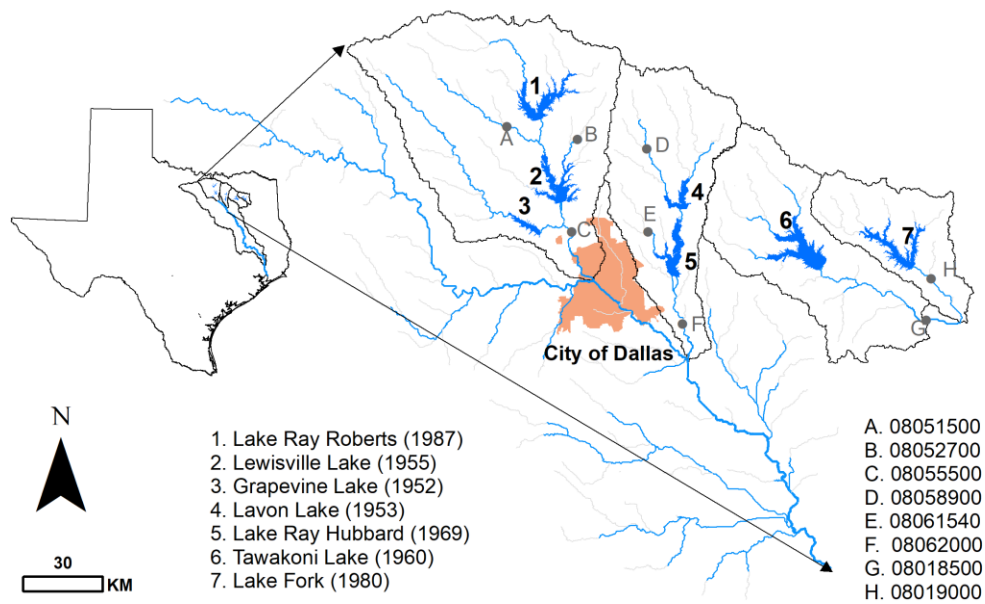 1
A
B
D
2
4
3
E
C
6
7
5
H
G
F
City of Dallas
N
30
KM
1. Lake Ray Roberts (1987)
2. Lewisville Lake (1955)
3. Grapevine Lake (1952)
4. Lavon Lake (1953)
5. Lake Ray Hubbard (1969)
6. Tawakoni Lake (1960)
7. Lake Fork (1980)
A. 08051500
B. 08052700
C. 08055500
D. 08058900
E. 08061540
F. 08062000
G. 08018500
H. 08019000